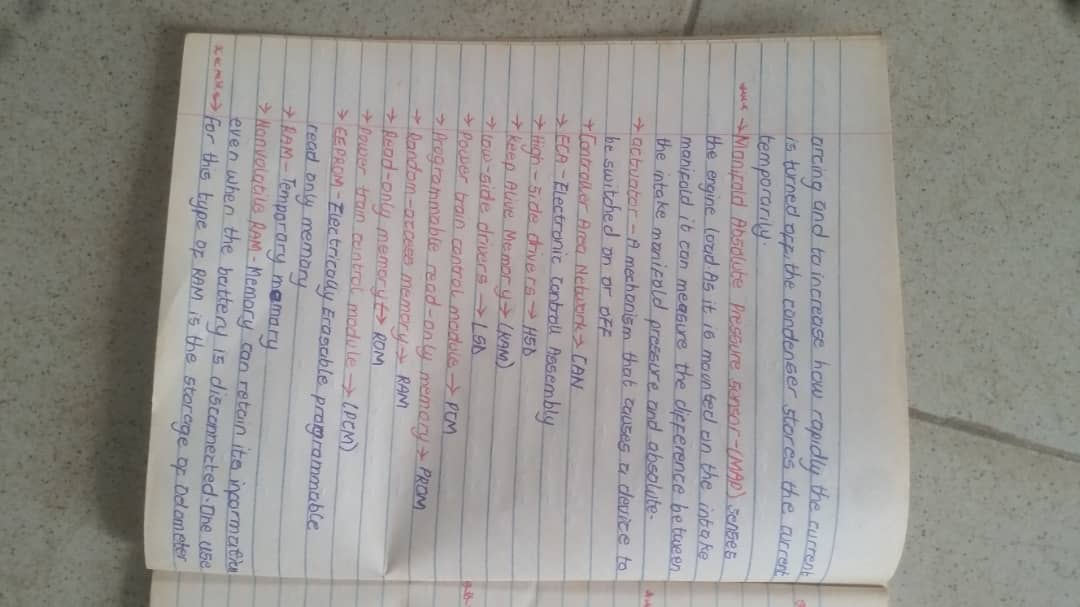 arcing and to increase how rapidly the current
is turned off, the condenser stores the current
temporarily.
→ Manifold Absolute Pressure sensor-(MAP) senses
the engine load. As it is mounted on the intake
manifold it can measure the difference between
the intake manifold pressure and absolute.
→ actuator - A mechanism that causes a device to
be switched on or OFF
→ Controller Area Network → CAN
→ ECA - Electronic Controll Assembly
→ High-side drivers → HSD
→ Keep Alive Memory → (KAM)
→ Low-side drivers → LSD
→ Power train control module → PCM
→ Programmable read-only memory → PROM
→ Random-access memory → RAM
→ Read-only memory → ROM
→ Power train control module → (PCM)
→ EEPROM - Electrically Erasable programmable
read only memory
→ RAM - Temporary memory
→ Nonvolatile RAM - Memory can retain its information
even when the battery is disconnected. One use
→ For this type of RAM is the storage of Odometer